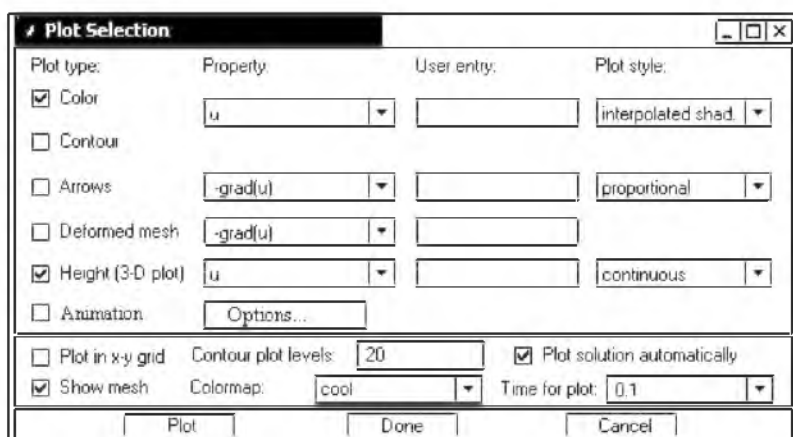 Plot Selection
Plot type: Property: User entry: Plot style:
Color u interpolated shad.
Contour
Arrows -grad(u) proportional
Deformed mesh -grad(u)
Height (3-D plot) u continuous
Animation Options...
Plot in x-y grid Contour plot levels: 20 Plot solution automatically
Show mesh Colormap: cool Time for plot: 0.1
Plot Done Cancel